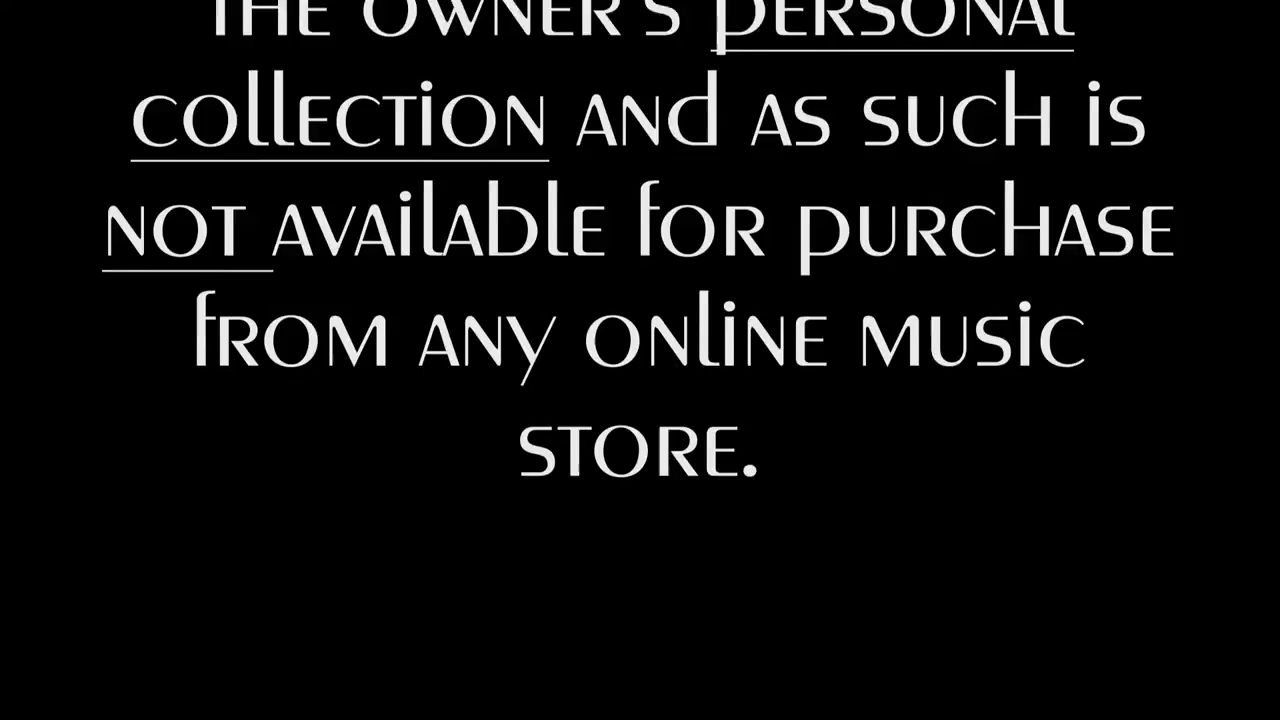 THE OWNER'S PERSONAL
COLLECTION AND AS SUCH IS
NOT AVAILABLE FOR PURCHASE
FROM ANY ONLINE MUSIC
STORE.